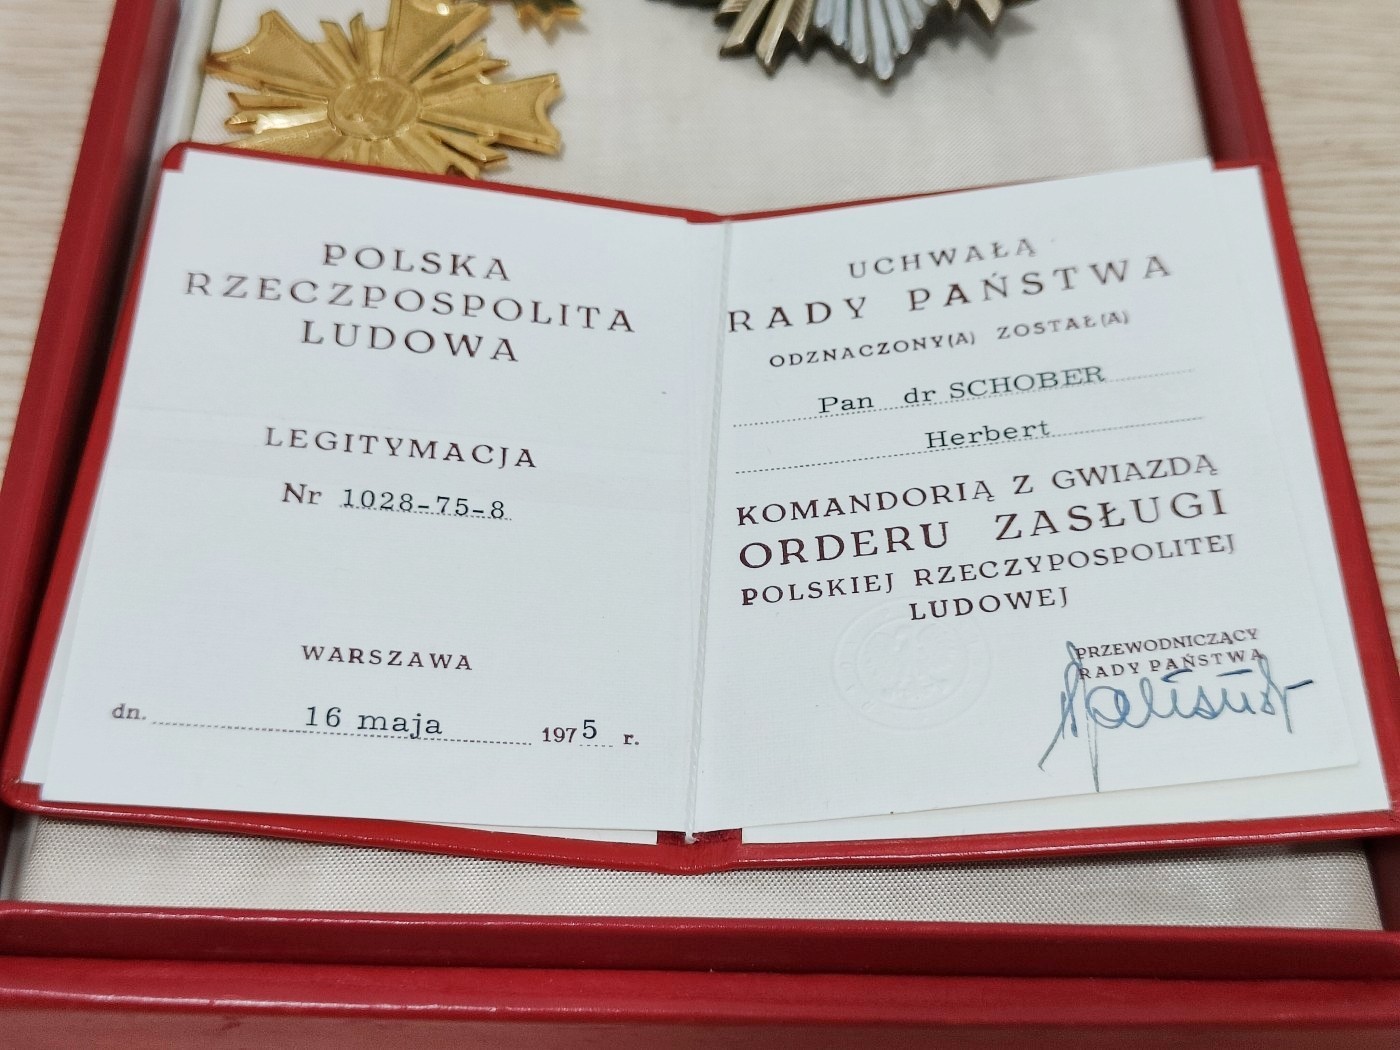 POLSKA
RZECZPOSPOLITA
LUDOWA
LEGITYMACJA
Nr 1028-75-8
WARSZAWA
dn. 16 maja 1975 r.
UCHWAŁĄ
RADY PAŃSTWA
ODZNACZONY(A) ZOSTAŁ(A)
Pan dr SCHOBER
Herbert
KOMANDORIĄ Z GWIAZDĄ
ORDERU ZASŁUGI
POLSKIEJ RZECZYPOSPOLITEJ
LUDOWEJ
PRZEWODNICZĄCY
RADY PAŃSTWA